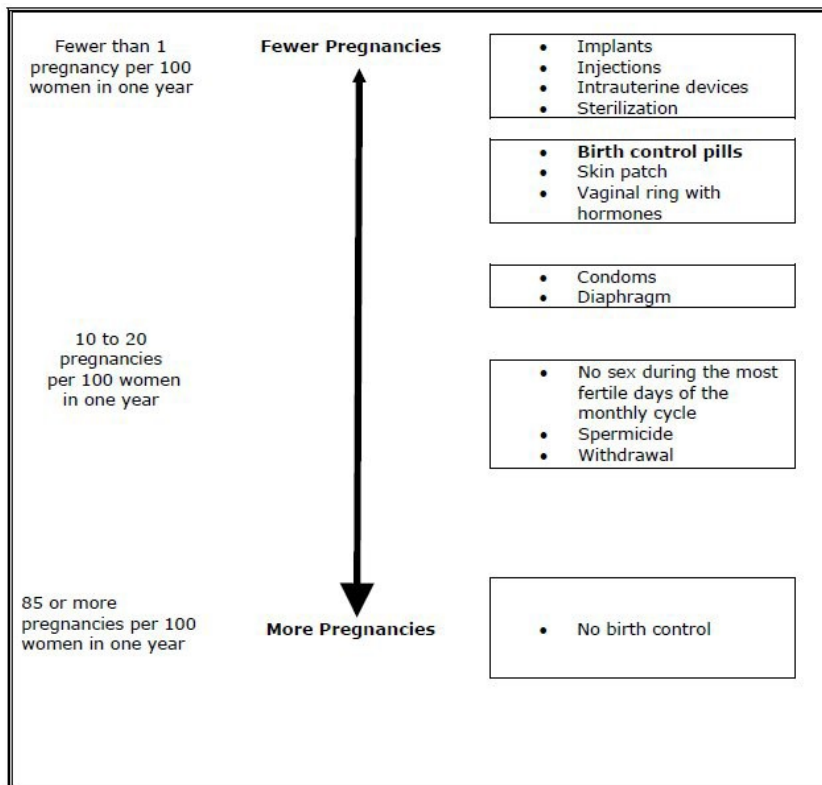 Fewer than 1
pregnancy per 100
women in one year
Fewer Pregnancies
• Implants
• Injections
• Intrauterine devices
• Sterilization
• Birth control pills
• Skin patch
• Vaginal ring with
hormones
• Condoms
• Diaphragm
10 to 20
pregnancies
per 100 women
in one year
• No sex during the most
fertile days of the
monthly cycle
• Spermicide
• Withdrawal
85 or more
pregnancies per 100
women in one year
More Pregnancies
• No birth control